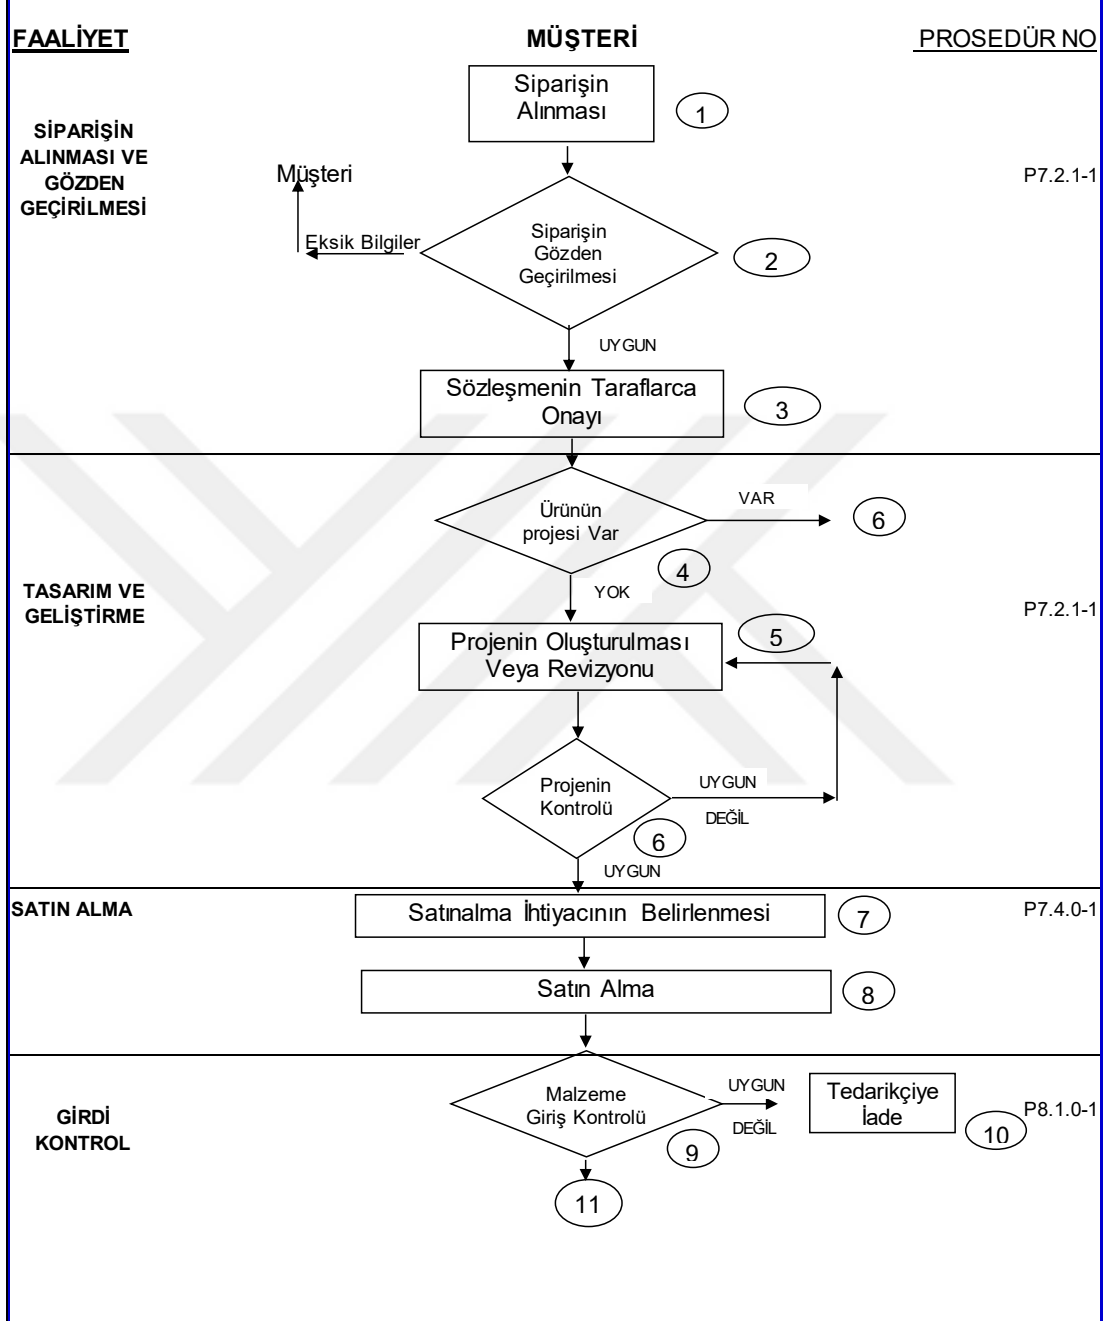 FAALİYET
MÜŞTERİ
PROSEDÜR NO
Siparişin
Alınması
1
SİPARİŞİN
ALINMASI VE
GÖZDEN
GEÇİRİLMESİ
Müşteri
P7.2.1-1
Eksik Bilgiler
Siparişin
Gözden
Geçirilmesi
2
UYGUN
Sözleşmenin Taraflarca
Onayı
3
Ürünün
projesi Var
VAR
6
4
YOK
TASARIM VE
GELİŞTİRME
P7.2.1-1
Projenin Oluşturulması
Veya Revizyonu
5
Projenin
Kontrolü
UYGUN
DEĞİL
6
UYGUN
SATIN ALMA
Satınalma İhtiyacının Belirlenmesi
7
P7.4.0-1
Satın Alma
8
GİRDİ
KONTROL
Malzeme
Giriş Kontrolü
UYGUN
DEĞİL
Tedarikçiye
İade
P8.1.0-1
9
10
11